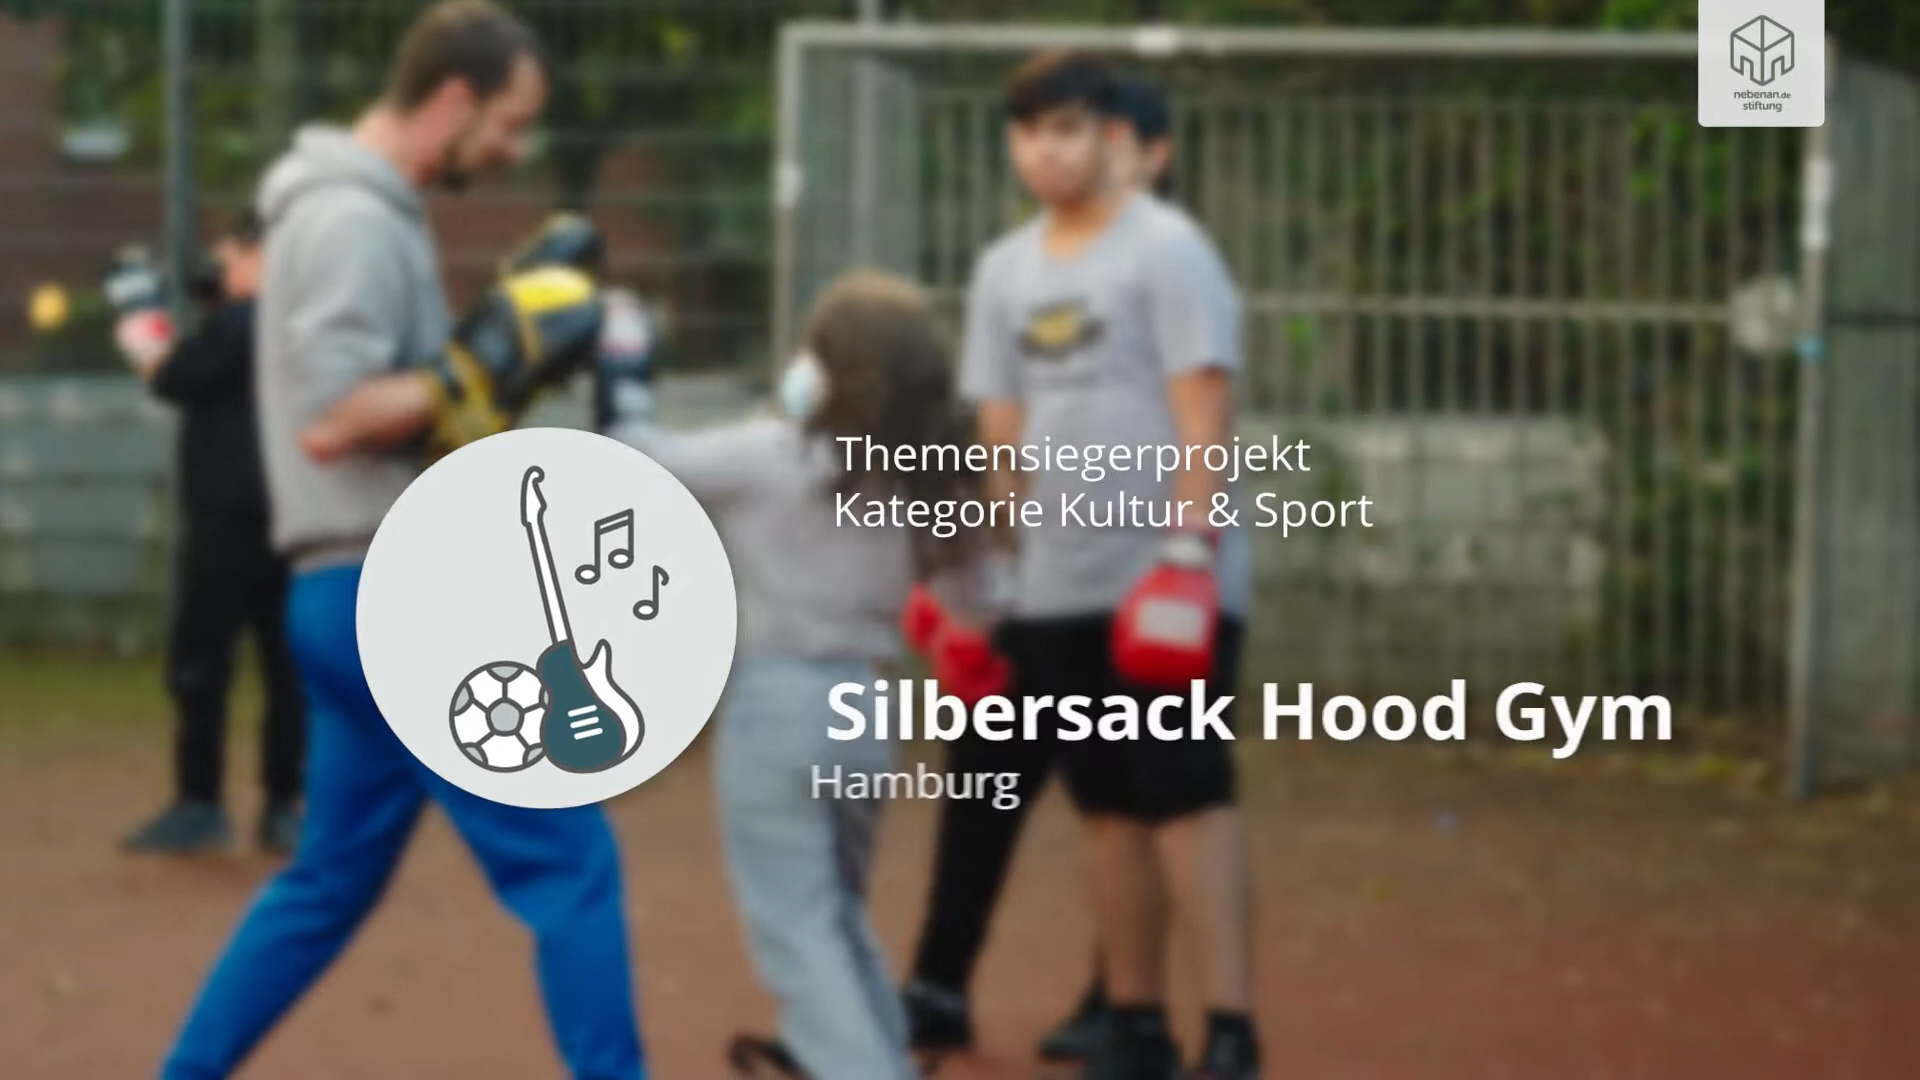 nebenan.de
stiftung
Themensiegerprojekt
Kategorie Kultur & Sport
Silbersack Hood Gym
Hamburg